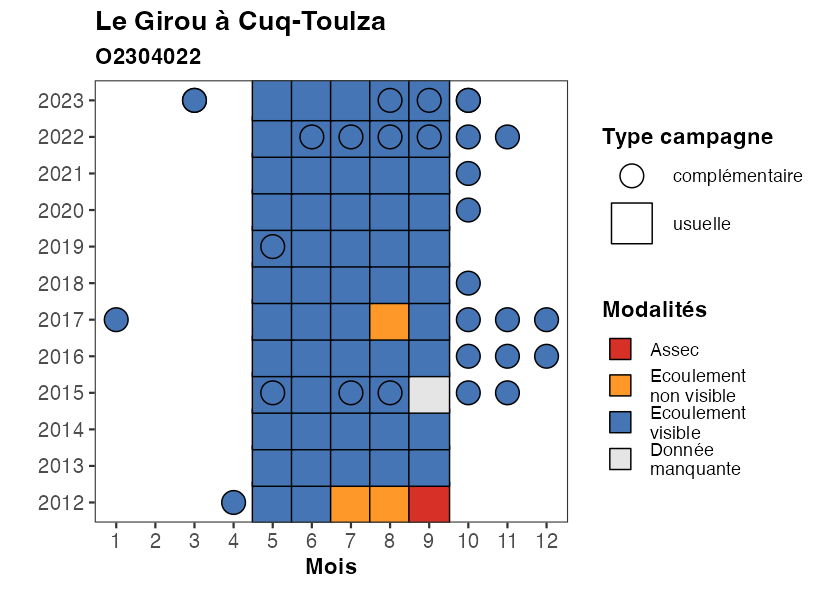 Le Girou à Cuq-Toulza
O2304022
2023
2022
2021
2020
2019
2018
2017
2016
2015
2014
2013
2012
1 2 3 4 5 6 7 8 9 10 11 12
Mois
Type campagne
complémentaire
usuelle
Modalités
Assec
Ecoulement
non visible
Ecoulement
visible
Donnée
manquante